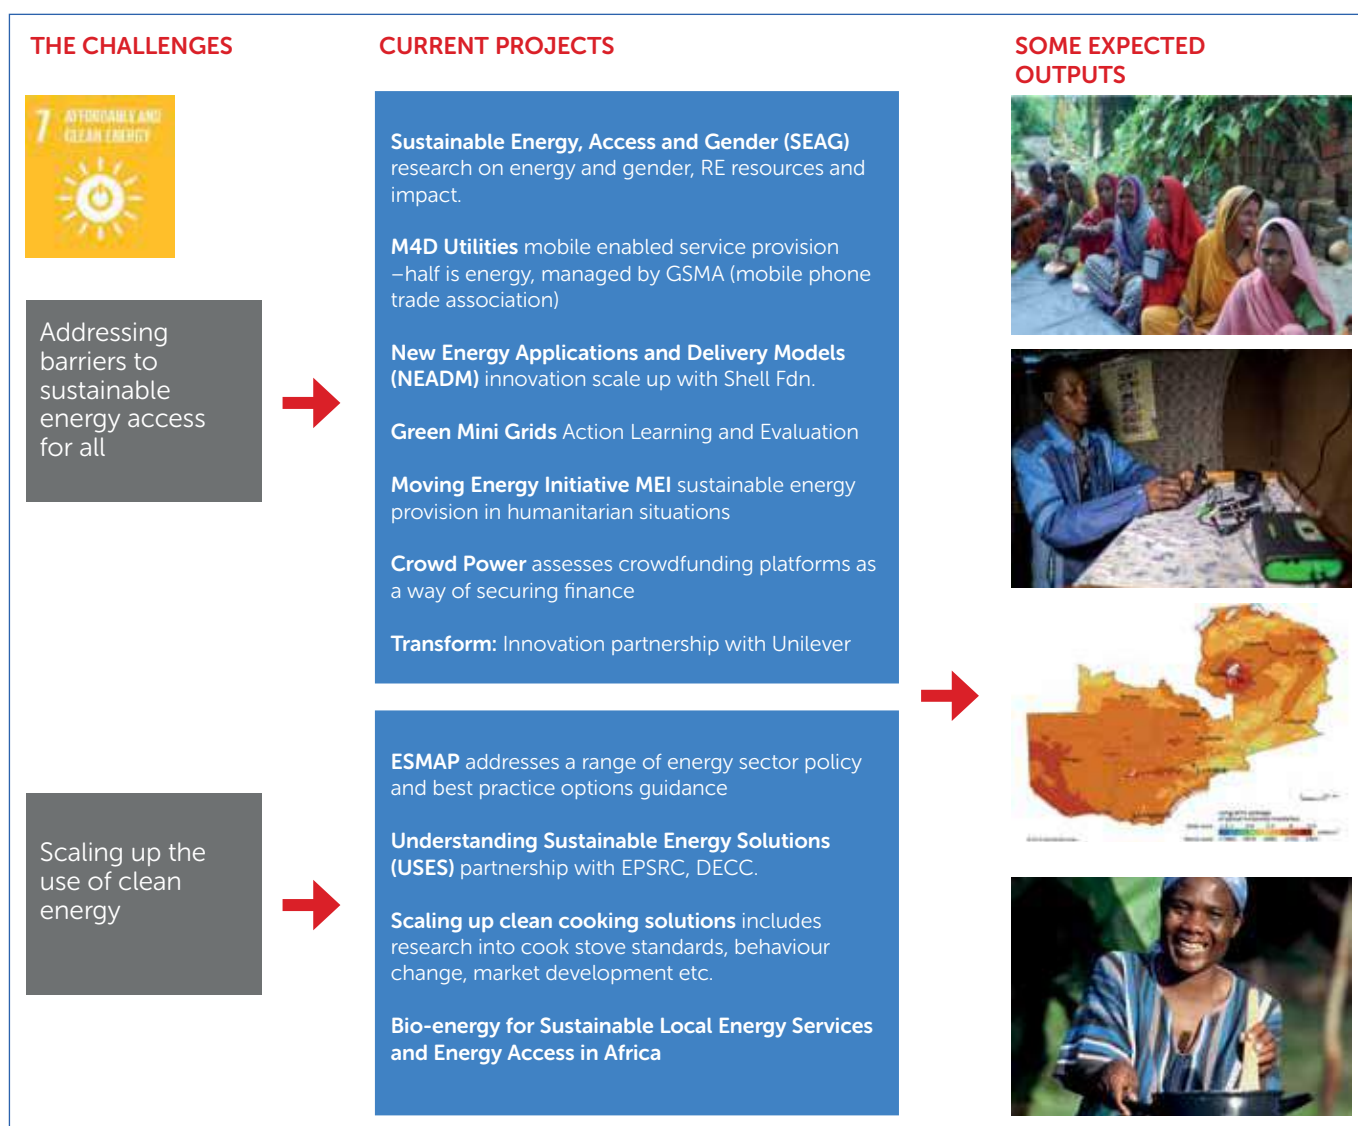 THE CHALLENGES
CURRENT PROJECTS
SOME EXPECTED
OUTPUTS
7 AFFORDABLE AND
CLEAN ENERGY
Addressing
barriers to
sustainable
energy access
for all
Sustainable Energy, Access and Gender (SEAG)
research on energy and gender, RE resources and
impact.
M4D Utilities mobile enabled service provision
–half is energy, managed by GSMA (mobile phone
trade association)
New Energy Applications and Delivery Models
(NEADM) innovation scale up with Shell Fdn.
Green Mini Grids Action Learning and Evaluation
Moving Energy Initiative MEI sustainable energy
provision in humanitarian situations
Crowd Power assesses crowdfunding platforms as
a way of securing finance
Transform: Innovation partnership with Unilever
Scaling up the
use of clean
energy
ESMAP addresses a range of energy sector policy
and best practice options guidance
Understanding Sustainable Energy Solutions
(USES) partnership with EPSRC, DECC.
Scaling up clean cooking solutions includes
research into cook stove standards, behaviour
change, market development etc.
Bio-energy for Sustainable Local Energy Services
and Energy Access in Africa